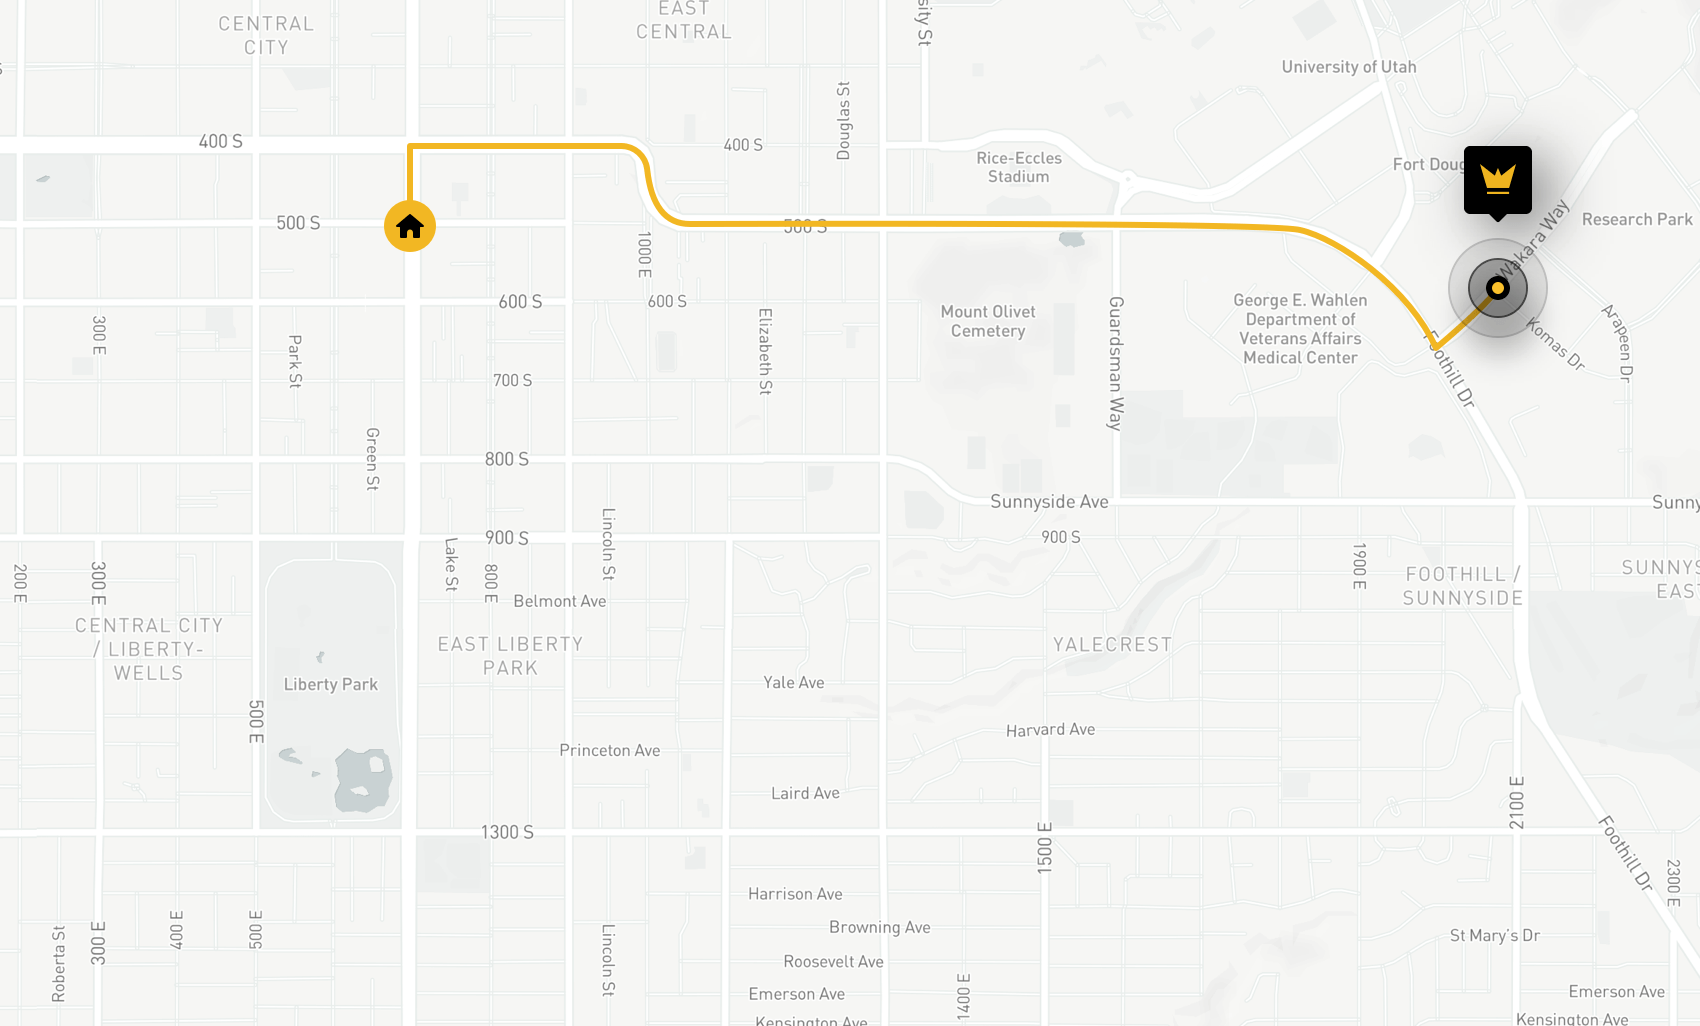 CENTRAL
CITY
EAST
CENTRAL
sity St
University of Utah
400 S
400 S
Douglas St
Rice-Eccles
Stadium
Fort Doug
Wakara Way
Research Park
500 S
500 S
1000 E
600 S
600 S
300 E
Park St
Elizabeth St
Mount Olivet
Cemetery
Guardsman Way
George E. Wahlen
Department of
Veterans Affairs
Medical Center
Foothill Dr
Komas Dr
Arapeen Dr
700 S
Green St
800 S
Sunnyside Ave
Sunny
900 S
900 S
Lincoln St
Lake St
800 E
200 E
300 E
1900 E
FOOTHILL /
SUNNYSIDE
SUNNYS
EAST
Belmont Ave
CENTRAL CITY
/ LIBERTY-
WELLS
EAST LIBERTY
PARK
YALECREST
Liberty Park
Yale Ave
500 E
Harvard Ave
Princeton Ave
Laird Ave
2100 E
1300 S
1500 E
Foothill Dr
2300 E
Harrison Ave
Browning Ave
Roberta St
300 E
400 E
500 E
Lincoln St
St Mary's Dr
Roosevelt Ave
1400 E
Emerson Ave
Emerson Ave
Kensington Ave
Kensington Ave